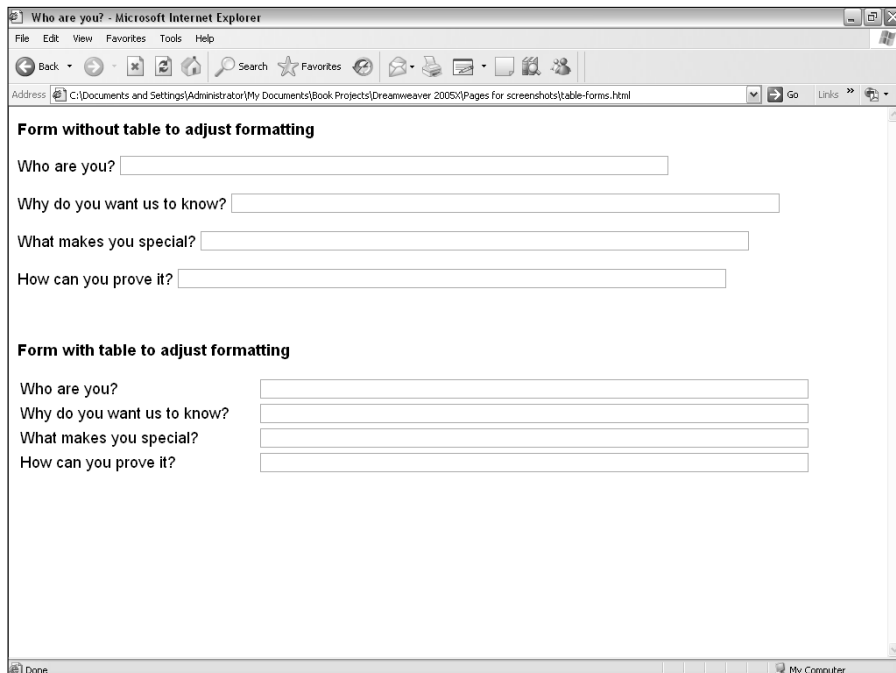 Who are you? - Microsoft Internet Explorer
File Edit View Favorites Tools Help
Back Search Favorites
Address C:\Documents and Settings\Administrator\My Documents\Book Projects\Dreamweaver 2005X\Pages for screenshots\table-forms.html Go Links »
Form without table to adjust formatting
Who are you?
Why do you want us to know?
What makes you special?
How can you prove it?
Form with table to adjust formatting
Who are you?
Why do you want us to know?
What makes you special?
How can you prove it?
Done My Computer